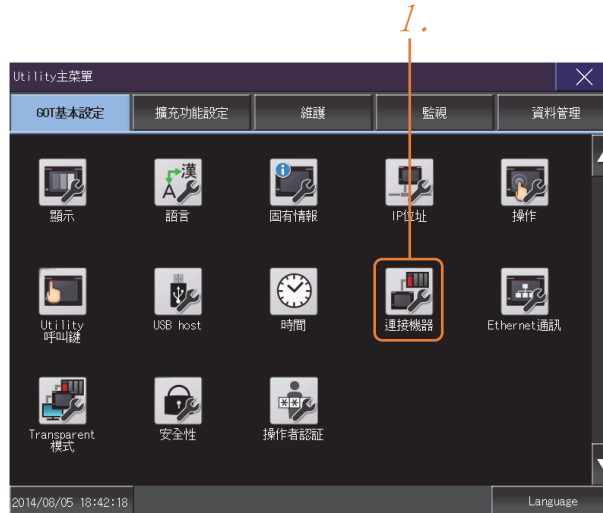 1.
Utility主菜單
GOT基本設定 擴充功能設定 維護 監視 資料管理
漢
A
i
顯示 語言 固有情報 IP位址 操作
Utility
呼叫鍵
USB host 時間 連接機器 Ethernet通訊
***
Transparent
模式
安全性 操作者認証
2014/08/05 18:42:18 Language